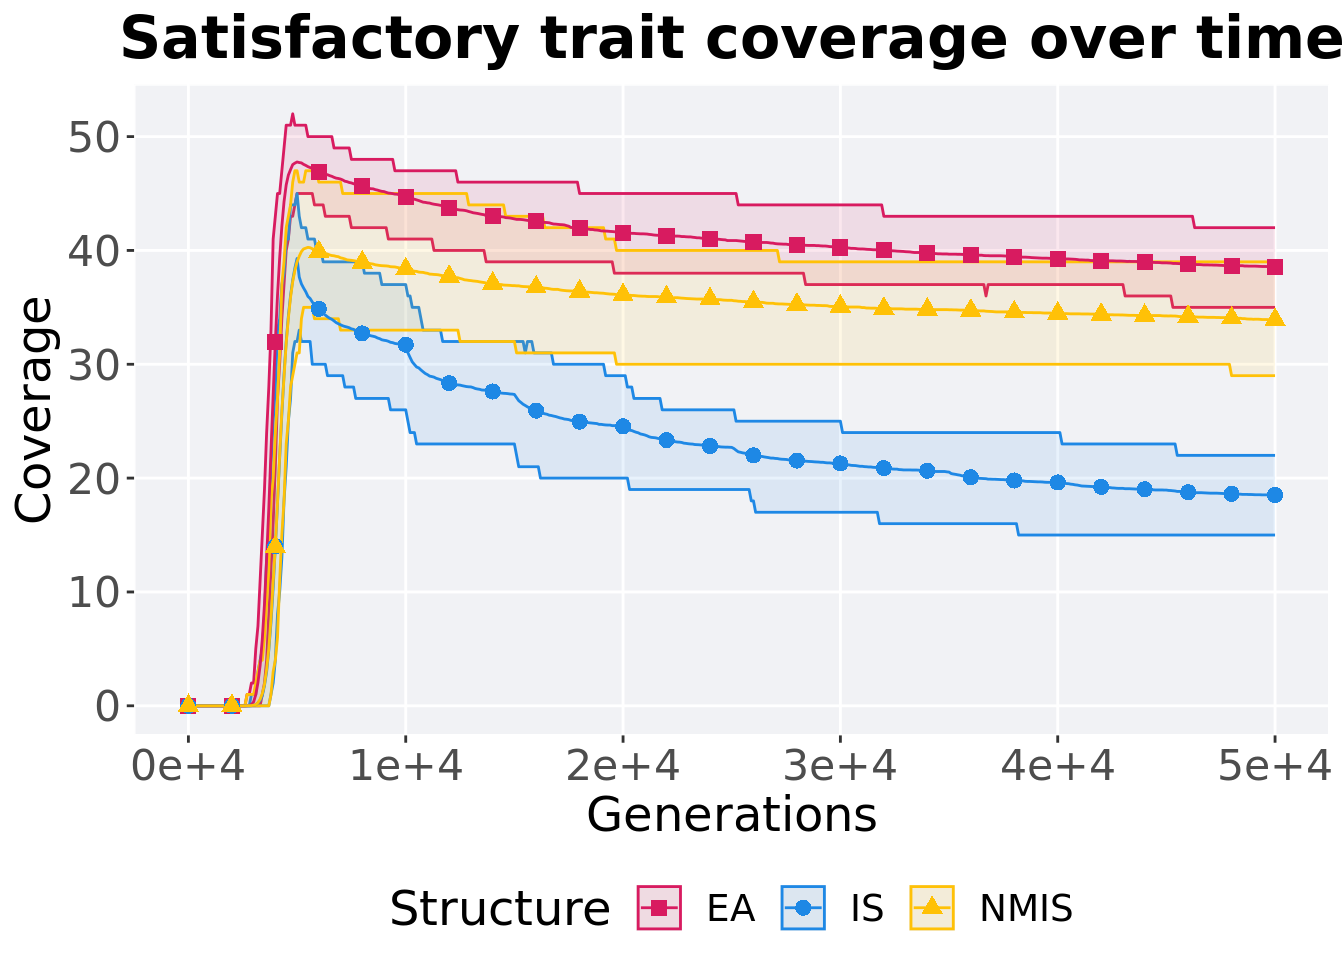 Satisfactory trait coverage over time
Coverage
50
40
30
20
10
0
0e+4 1e+4 2e+4 3e+4 4e+4 5e+4
Generations
Structure EA IS NMIS